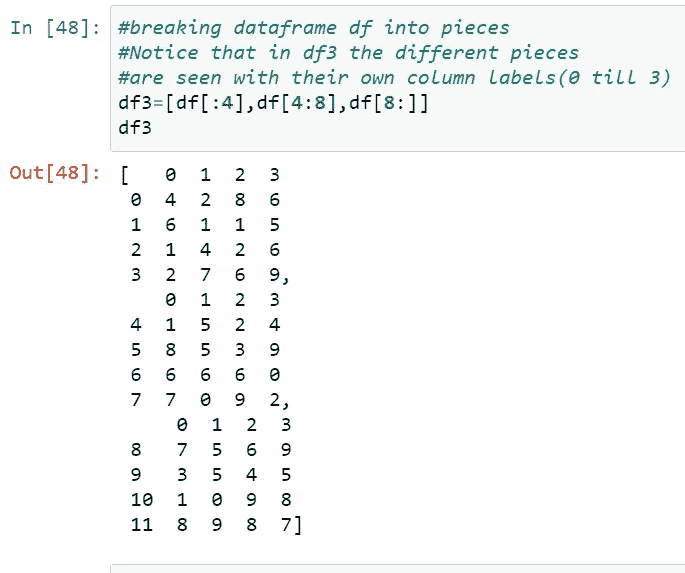 In [48]: #breaking dataframe df into pieces
#Notice that in df3 the different pieces
#are seen with their own column labels(0 till 3)
df3=[df[:4],df[4:8],df[8:]]
df3
Out[48]: [   0  1  2  3
0  4  2  8  6
1  6  1  1  5
2  1  4  2  6
3  2  7  6  9,
0  1  2  3
4  1  5  2  4
5  8  5  3  9
6  6  6  6  0
7  7  0  9  2,
0  1  2  3
8   7  5  6  9
9   3  5  4  5
10  1  0  9  8
11  8  9  8  7]